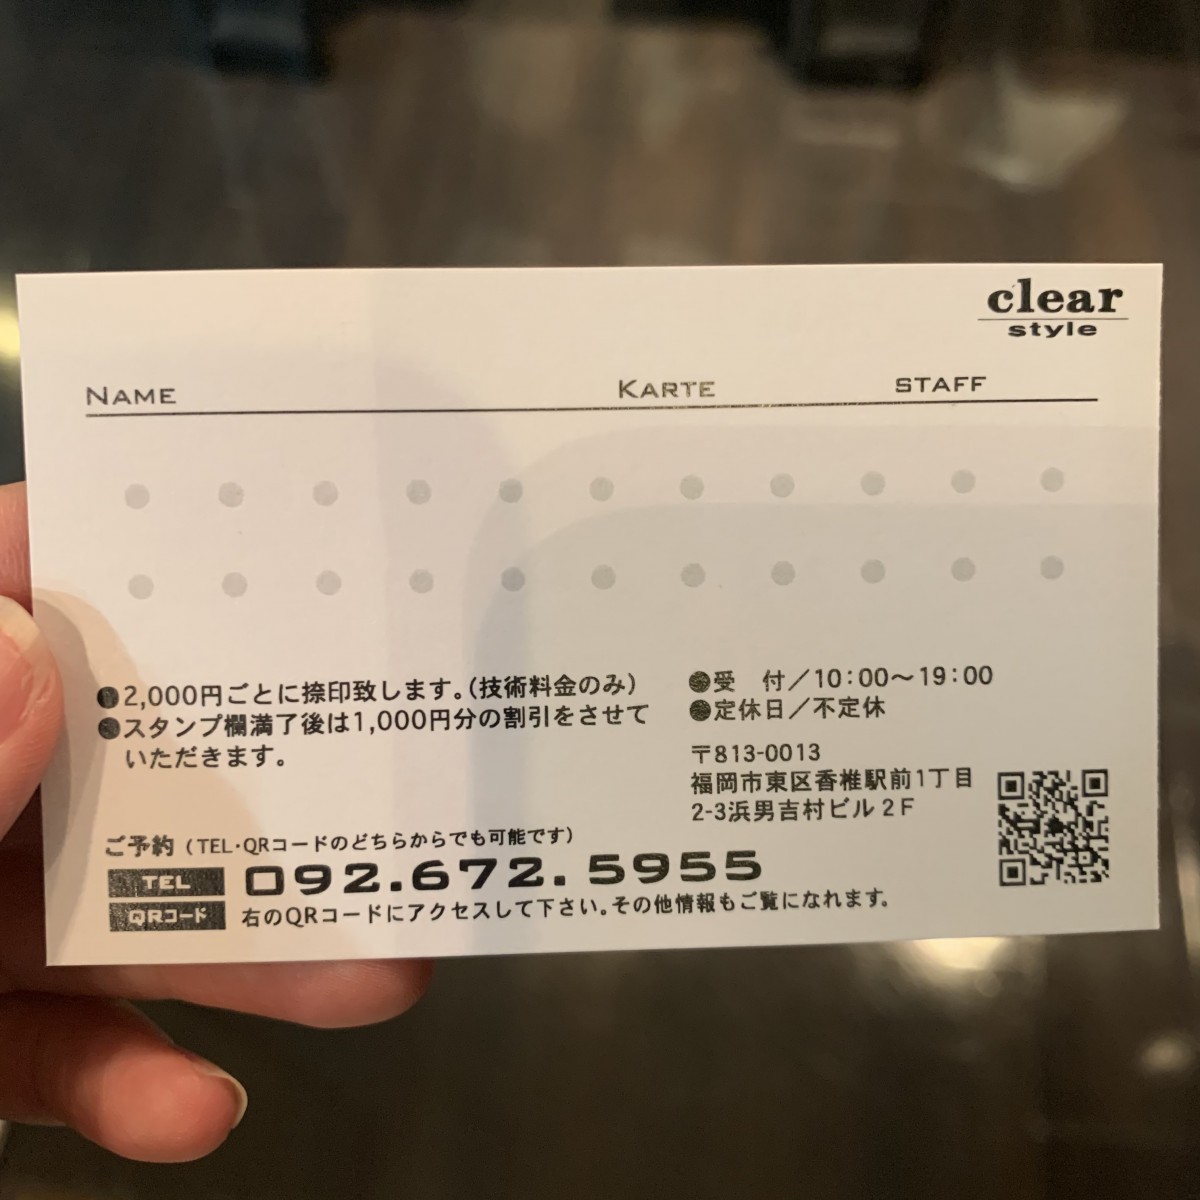 clear
style
NAME KARTE STAFF
●2,000円ごとに捺印致します。(技術料金のみ)
●スタンプ欄満了後は1,000円分の割引をさせて
いただきます。
●受 付／10:00〜19:00
●定休日／不定休
〒813-0013
福岡市東区香椎駅前1丁目
2-3浜男吉村ビル2F
ご予約(TEL・QRコードのどちらからでも可能です)
TEL 092.672.5955
QRコード 右のQRコードにアクセスして下さい。その他情報もご覧になれます。